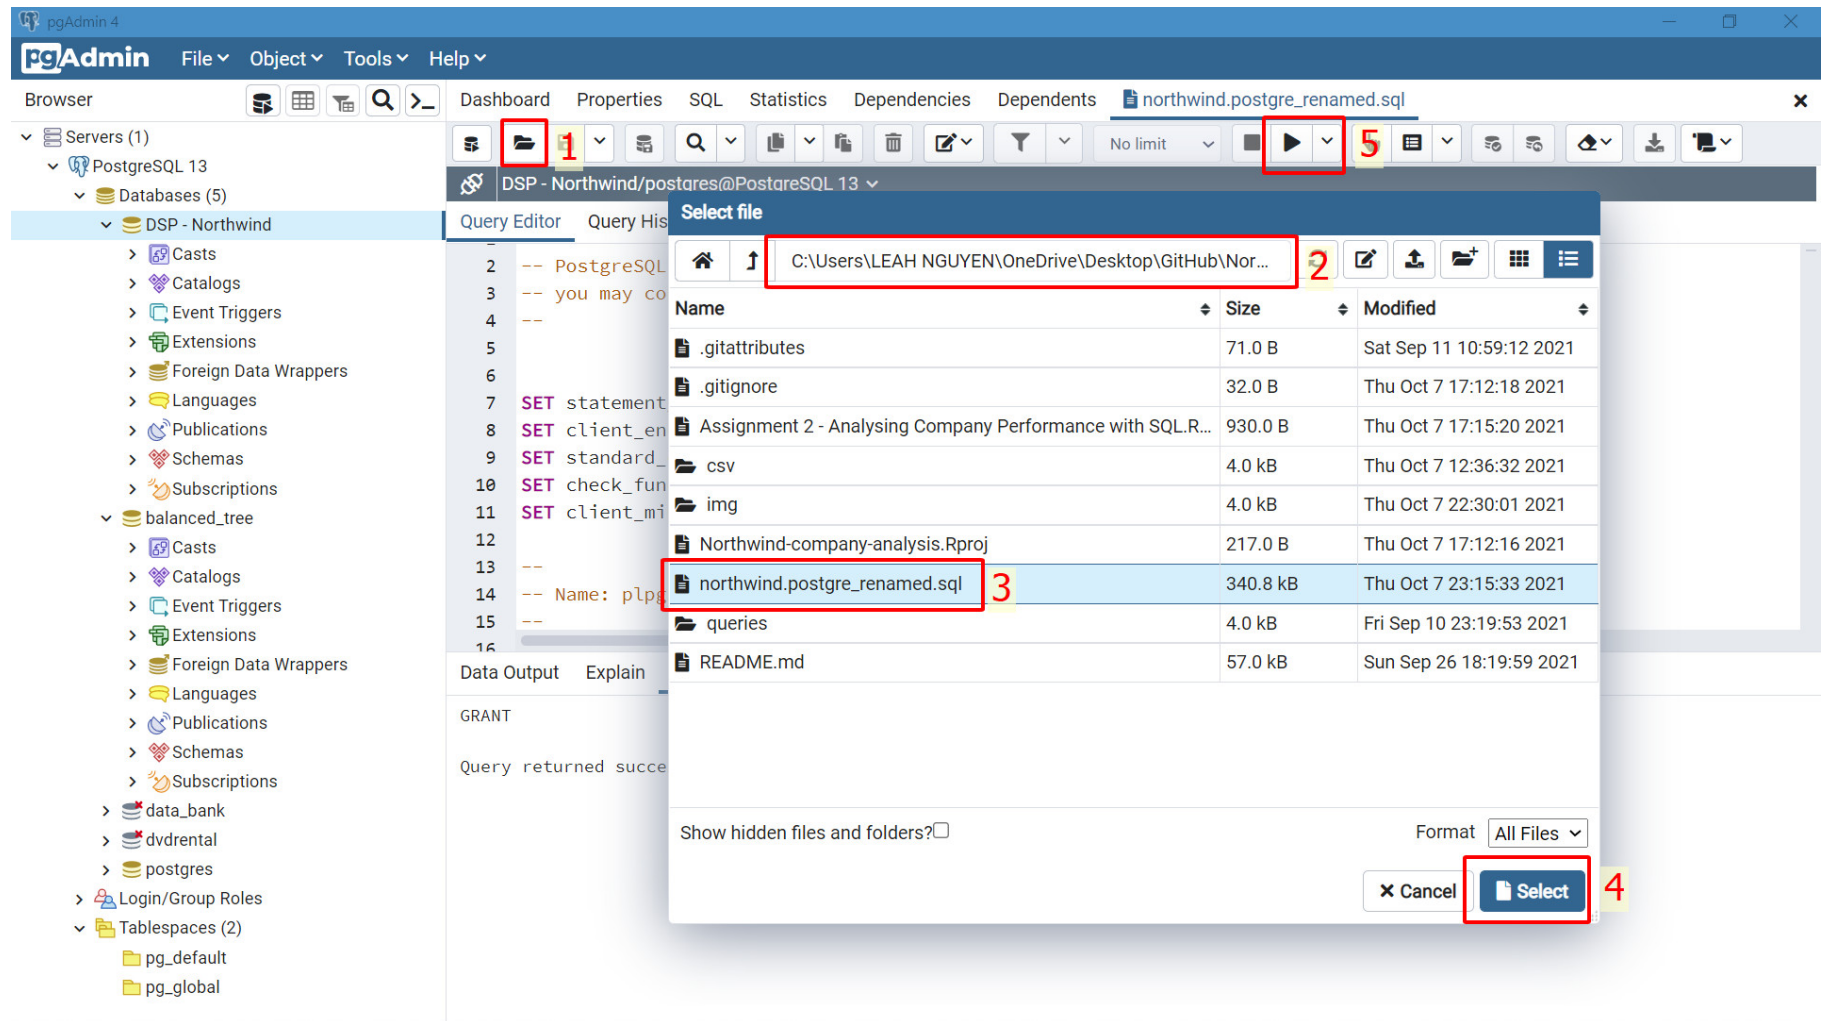 pgAdmin 4
pgAdmin File Object Tools Help
Browser
Dashboard Properties SQL Statistics Dependencies Dependents northwind.postgre_renamed.sql
Servers (1)
PostgreSQL 13
Databases (5)
DSP - Northwind
Casts
Catalogs
Event Triggers
Extensions
Foreign Data Wrappers
Languages
Publications
Schemas
Subscriptions
balanced_tree
Casts
Catalogs
Event Triggers
Extensions
Foreign Data Wrappers
Languages
Publications
Schemas
Subscriptions
data_bank
dvdrental
postgres
Login/Group Roles
Tablespaces (2)
pg_default
pg_global
1
No limit
5
DSP - Northwind/postgres@PostgreSQL 13
Query Editor Query His
2 -- PostgreSQL
3 -- you may co
4 --
5
6
7 SET statement
8 SET client_en
9 SET standard_
10 SET check_fun
11 SET client_mi
12
13 --
14 -- Name: plpg
15 --
16
Data Output Explain
GRANT
Query returned succe
Select file
C:\Users\LEAH NGUYEN\OneDrive\Desktop\GitHub\Nor...
2
Name Size Modified
.gitattributes 71.0 B Sat Sep 11 10:59:12 2021
.gitignore 32.0 B Thu Oct 7 17:12:18 2021
Assignment 2 - Analysing Company Performance with SQL.R... 930.0 B Thu Oct 7 17:15:20 2021
csv 4.0 kB Thu Oct 7 12:36:32 2021
img 4.0 kB Thu Oct 7 22:30:01 2021
Northwind-company-analysis.Rproj 217.0 B Thu Oct 7 17:12:16 2021
northwind.postgre_renamed.sql 3 340.8 kB Thu Oct 7 23:15:33 2021
queries 4.0 kB Fri Sep 10 23:19:53 2021
README.md 57.0 kB Sun Sep 26 18:19:59 2021
Show hidden files and folders? Format All Files
Cancel Select 4